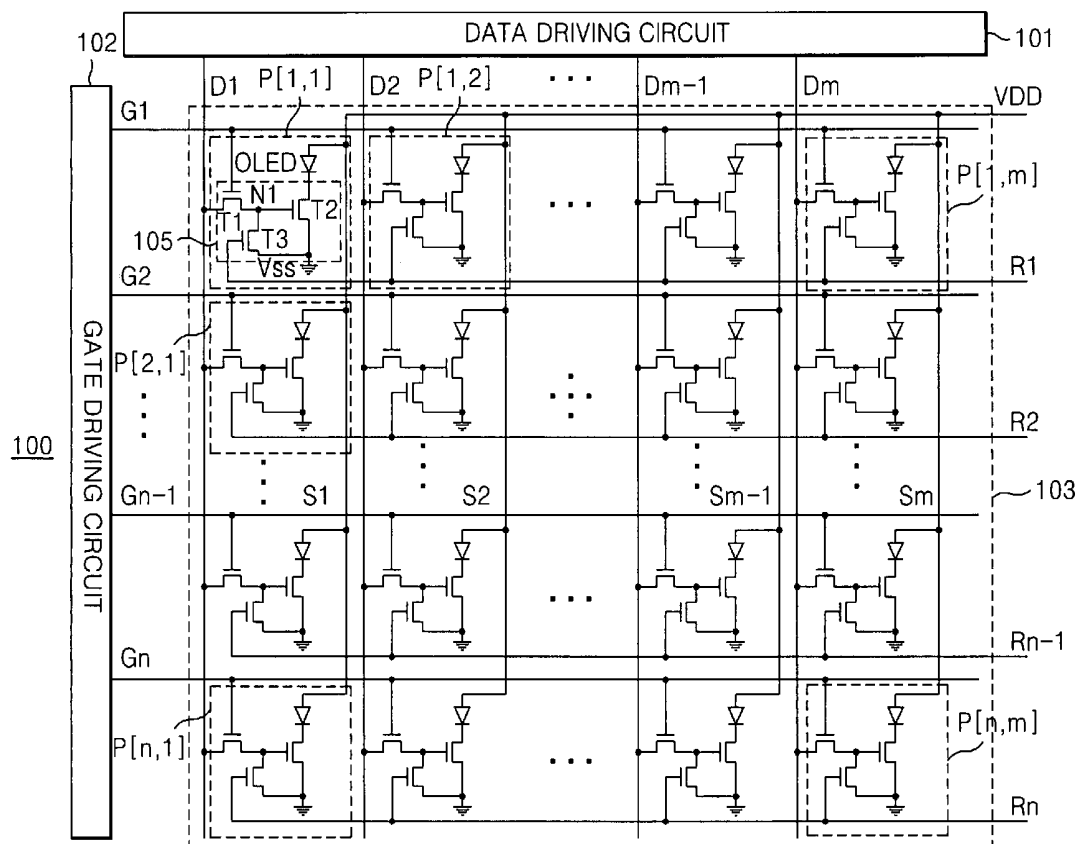 DATA DRIVING CIRCUIT
101
102
D1
P[1,1]
D2
P[1,2]
Dm-1
Dm
VDD
G1
OLED
N1
T1
T2
T3
105
Vss
P[1,m]
R1
G2
P[2,1]
R2
GATE DRIVING CIRCUIT
100
Gn-1
S1
S2
Sm-1
Sm
103
Rn-1
Gn
P[n,1]
P[n,m]
Rn